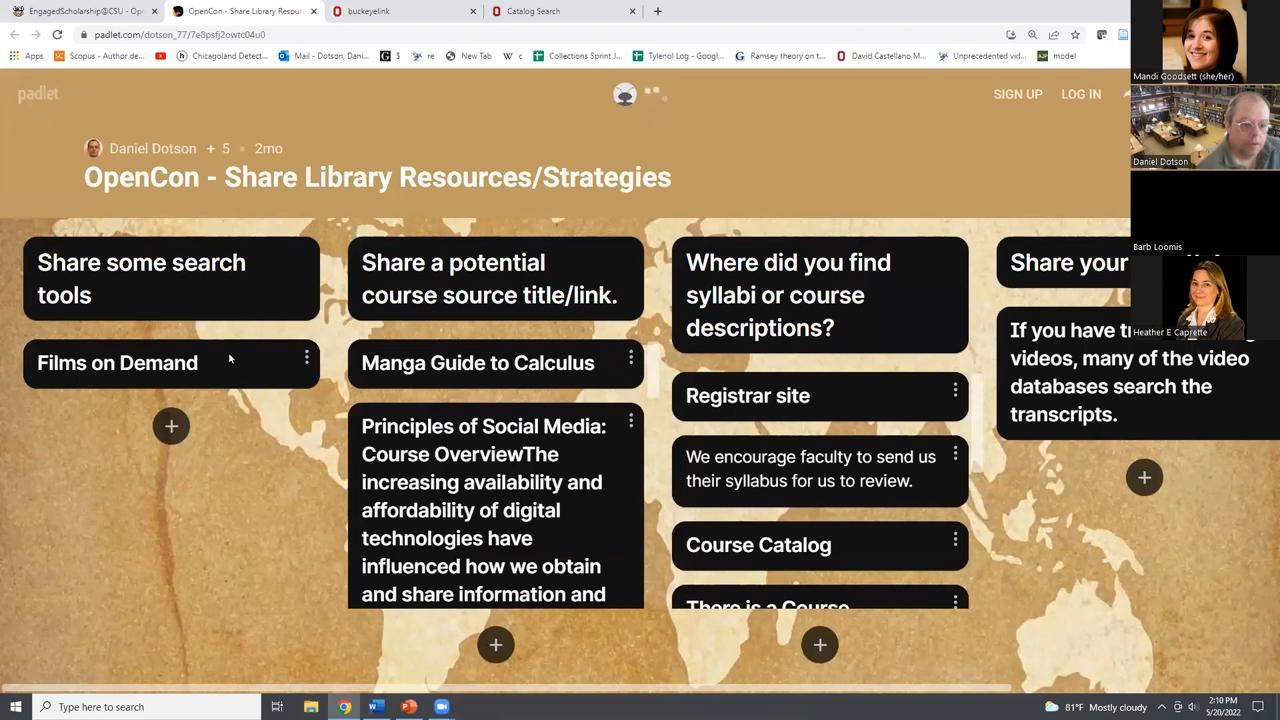 EngagedScholarship@CSU - Op
OpenCon - Share Library Resour
buckeyelink
Catalog Search
padlet.com/dotson_77/7e8psfj2owtc04u0
Apps
Scopus - Author de...
Chicagoland Detect...
Mail - Dotson, Dani...
$
re
New Tab
W c
Collections Sprint J...
Tylenol Log - Googl...
Ramsey theory on t...
David Castellano M...
Unprecedented vid...
model
padlet
SIGN UP
LOG IN
Daniel Dotson + 5 • 2mo
OpenCon - Share Library Resources/Strategies
Share some search
tools
Films on Demand
Share a potential
course source title/link.
Manga Guide to Calculus
Principles of Social Media:
Course OverviewThe
increasing availability and
affordability of digital
technologies have
influenced how we obtain
and share information and
Where did you find
syllabi or course
descriptions?
Registrar site
We encourage faculty to send us
their syllabus for us to review.
Course Catalog
There is a Course
Share your
If you have
videos, many of the video
databases search the
transcripts.
Mandi Goodsett (she/her)
Daniel Dotson
Barb Loomis
Heather E Caprette
Type here to search
81°F Mostly cloudy
2:10 PM
5/20/2022